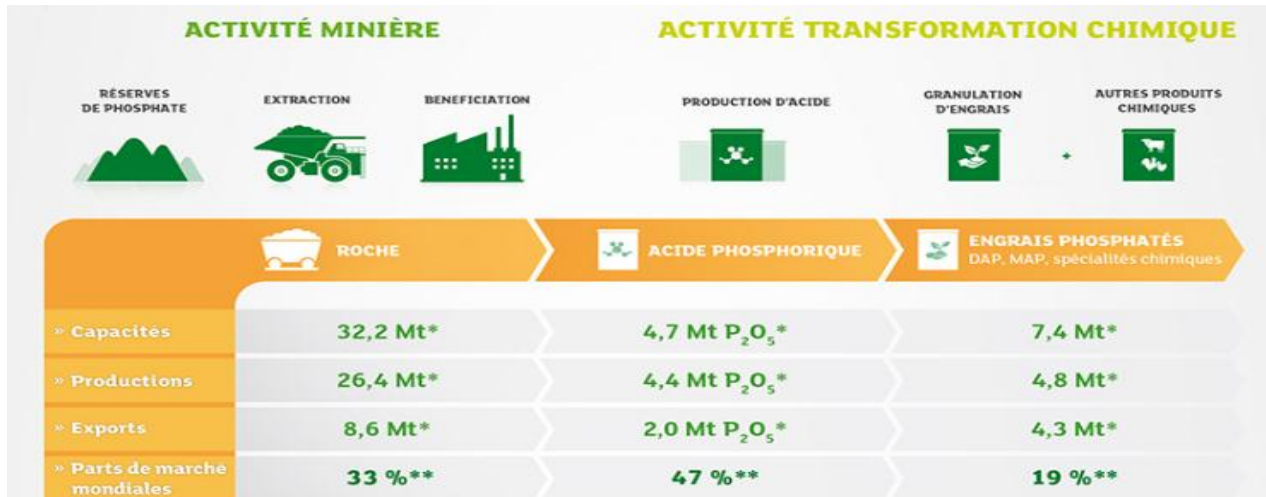 ACTIVITÉ MINIÈRE
ACTIVITÉ TRANSFORMATION CHIMIQUE
RÉSERVES
DE PHOSPHATE
EXTRACTION
BENEFICIATION
PRODUCTION D'ACIDE
GRANULATION
D'ENGRAIS
+
AUTRES PRODUITS
CHIMIQUES
ROCHE
ACIDE PHOSPHORIQUE
ENGRAIS PHOSPHATÉS
DAP, MAP, spécialités chimiques
» Capacités
32,2 Mt*
4,7 Mt P₂O₅*
7,4 Mt*
» Productions
26,4 Mt*
4,4 Mt P₂O₅*
4,8 Mt*
» Exports
8,6 Mt*
2,0 Mt P₂O₅*
4,3 Mt*
» Parts de marché
mondiales
33 %**
47 %**
19 %**